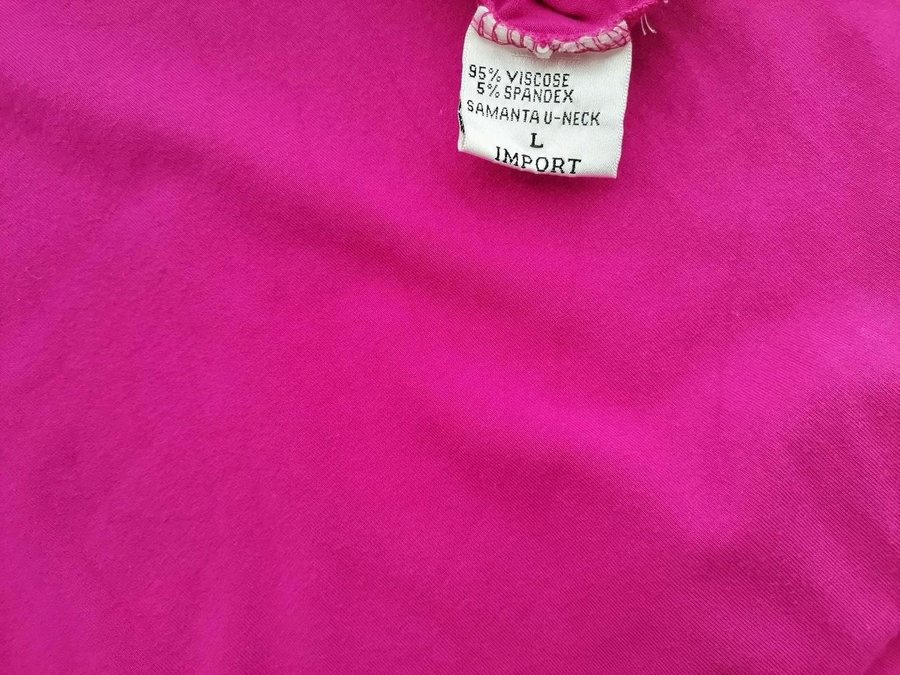 95% VISCOSE
5% SPANDEX
SAMANTA U-NECK
L
IMPORT